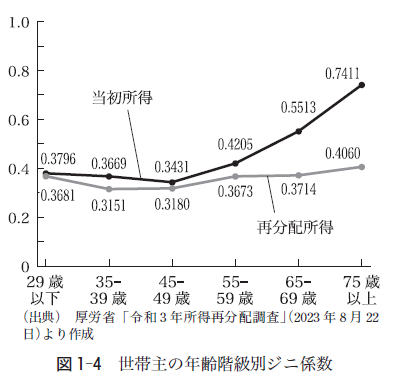 1.0
0.8
0.6
0.4
0.2
0
当初所得
0.7411
0.5513
0.4205
0.3796
0.3669
0.3431
0.4060
0.3681
0.3151
0.3180
0.3673
0.3714
再分配所得
29 歳以下
35-39 歳
45-49 歳
55-59 歳
65-69 歳
75 歳以上
(出典) 厚労省「令和3年所得再分配調査」(2023 年 8 月 22
日)より作成
図 1-4 世帯主の年齢階級別ジニ係数